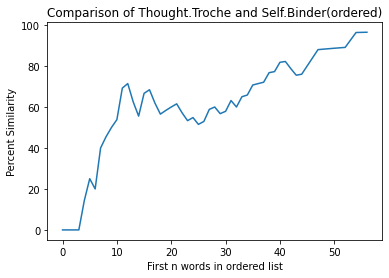 Comparison of Thought.Troche and Self.Binder(ordered)
100
80
60
40
20
0
Percent Similarity
0 10 20 30 40 50
First n words in ordered list